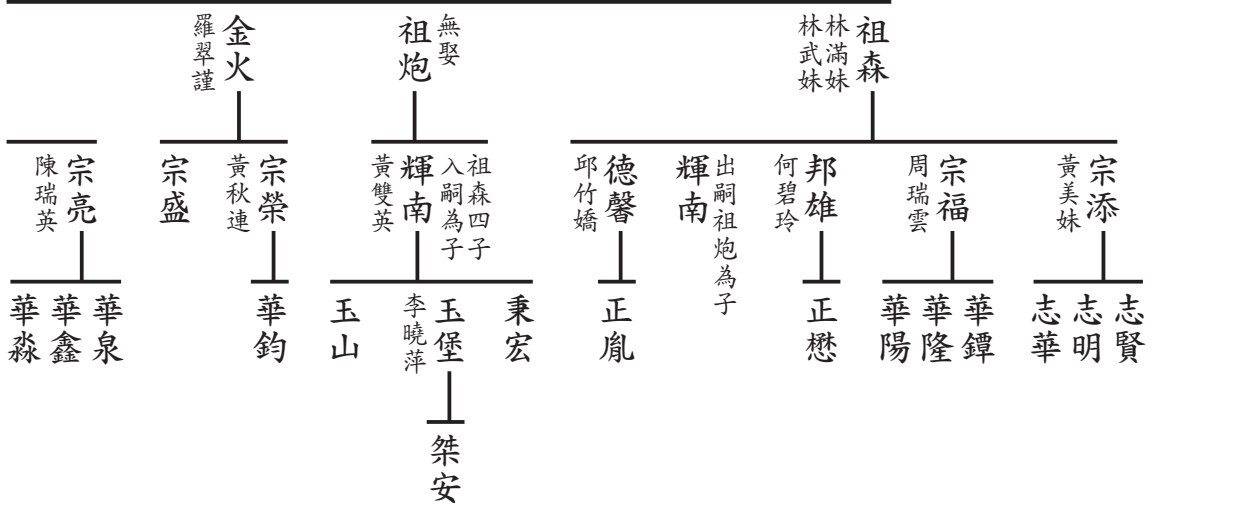 祖森
林滿妹
林武妹
祖炮
無娶
金火
羅翠謹
宗添
黃美妹
宗福
周瑞雲
邦雄
何碧玲
輝南
出嗣祖炮為子
德馨
邱竹嬌
輝南
祖森四子
入嗣為子
黃雙英
宗榮
黃秋連
宗盛
宗亮
陳瑞英
志賢
志明
志華
華鐔
華隆
華陽
正懋
正胤
秉宏
玉堡
李曉萍
玉山
華鈞
華泉
華鑫
華淼
桀安